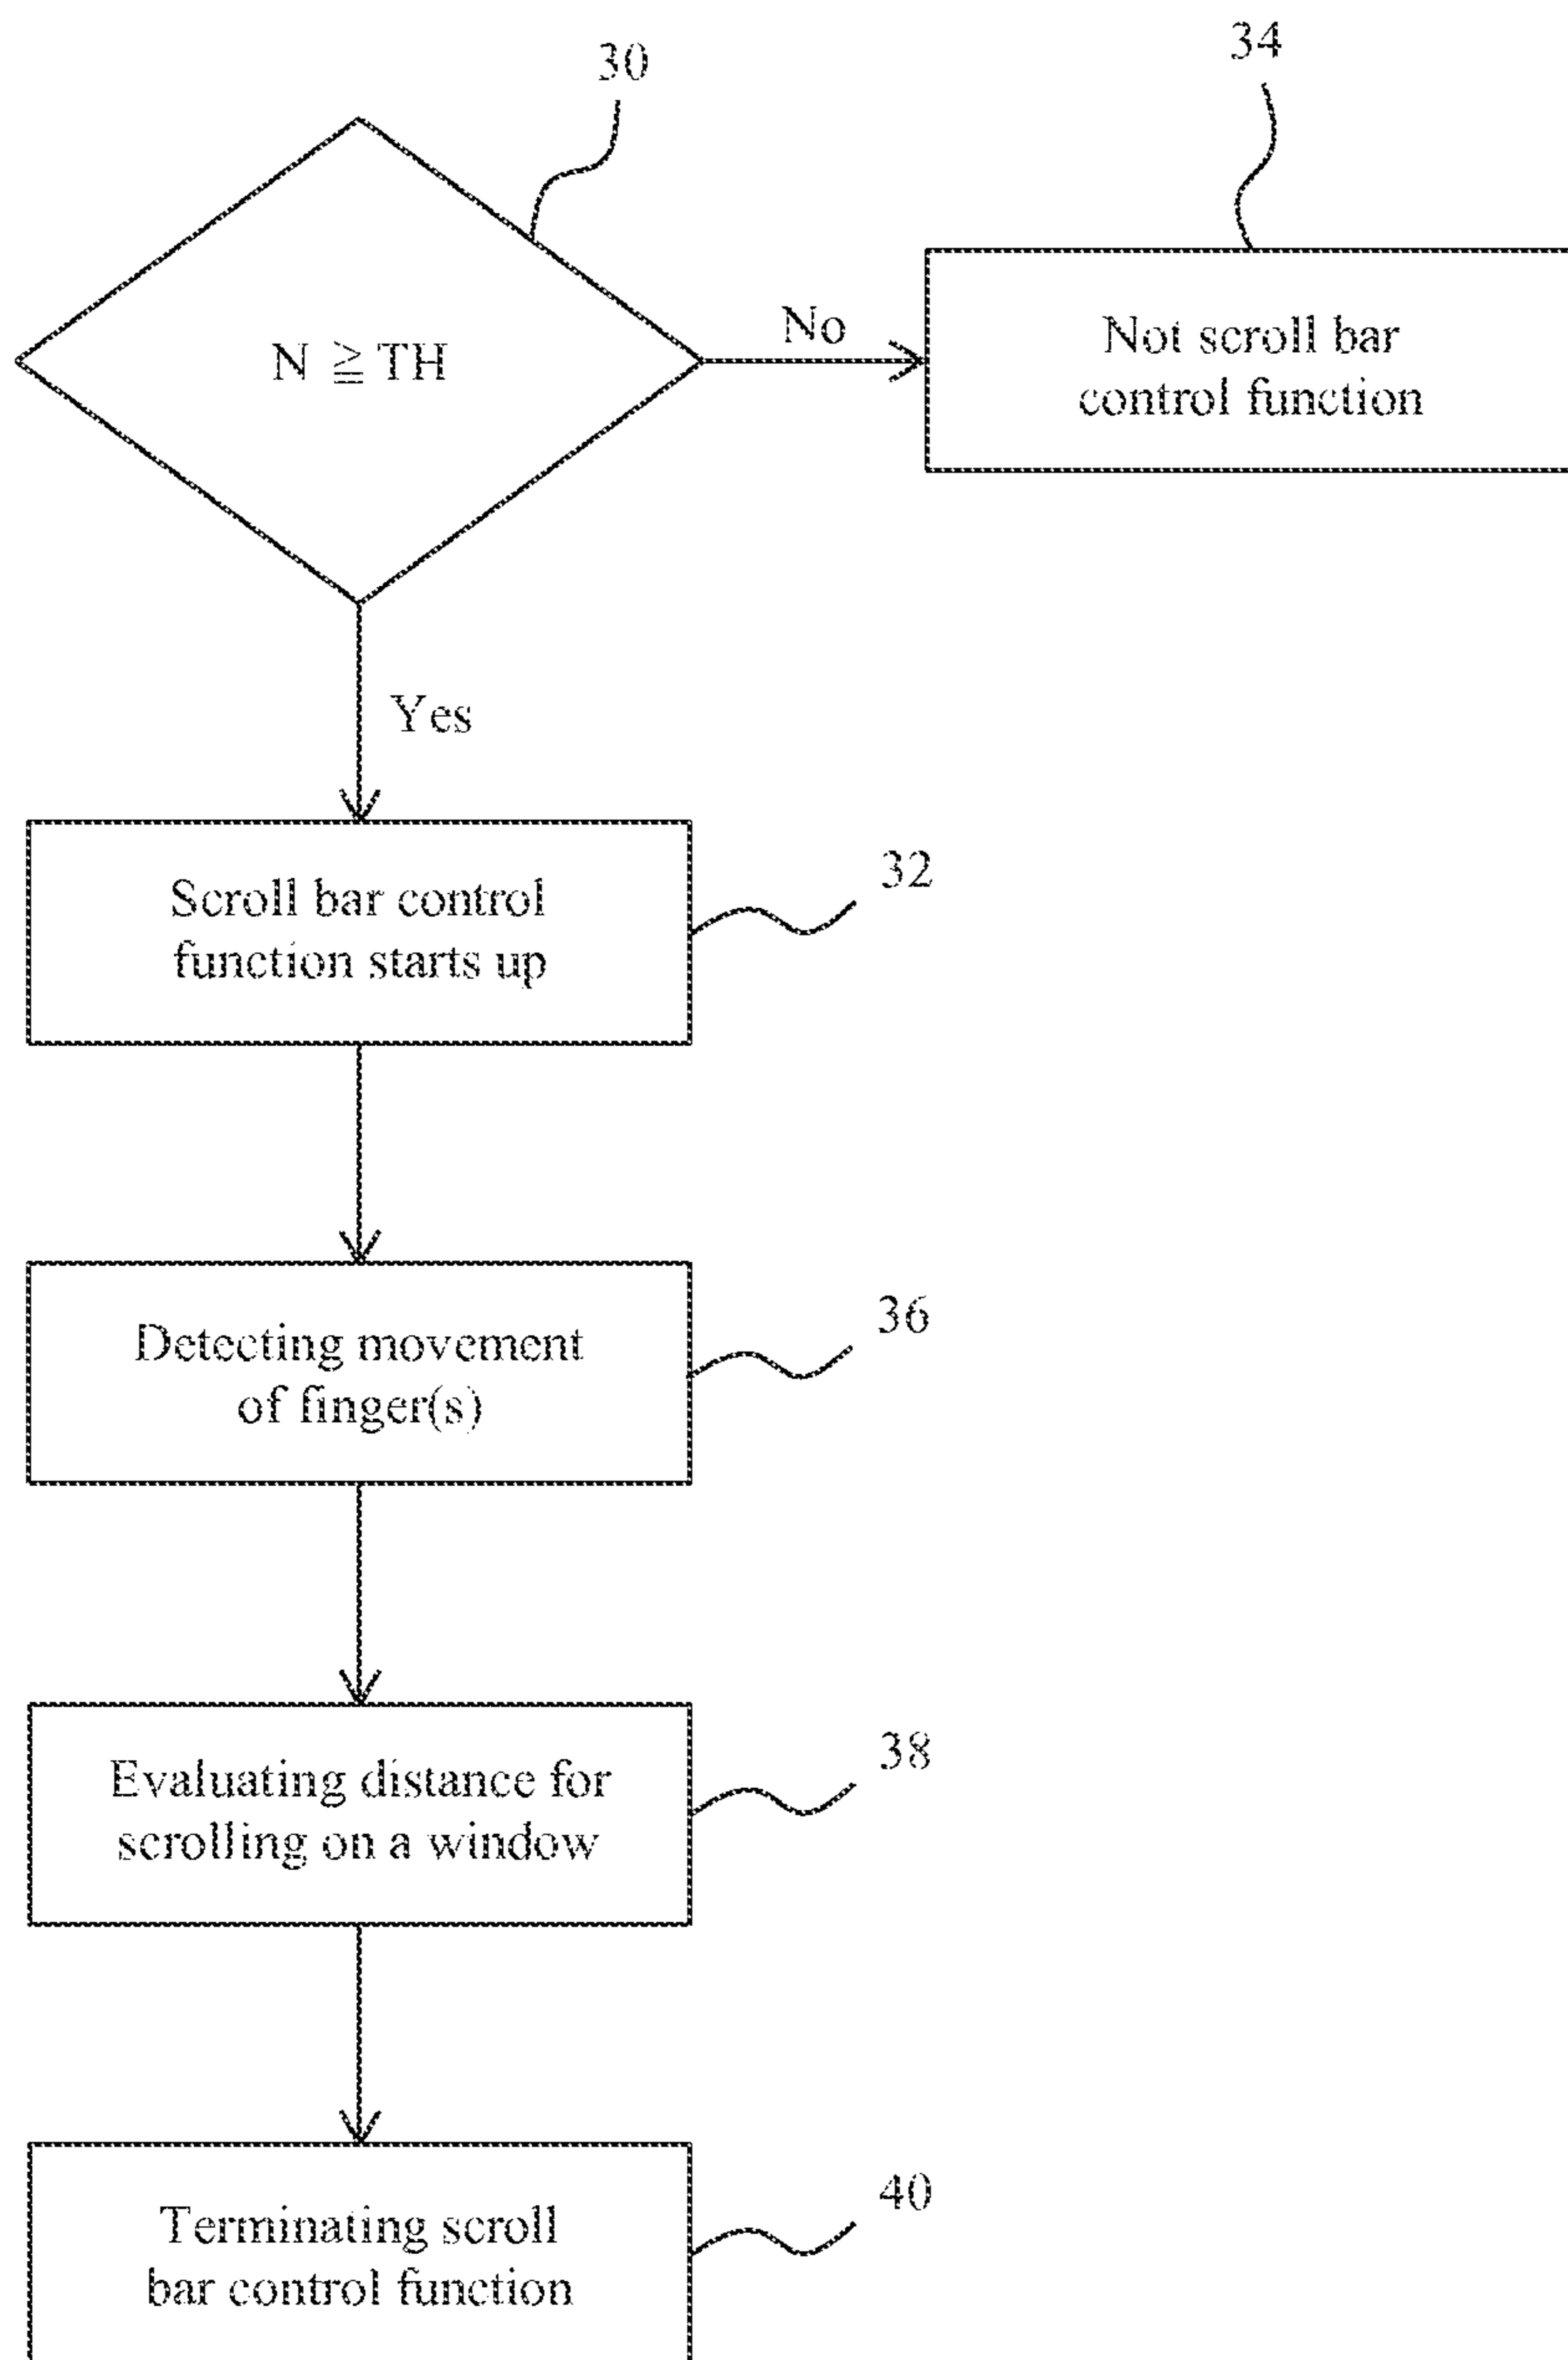 30
34
N ≧ TH
No
Not scroll bar
control function
Yes
32
Scroll bar control
function starts up
36
Detecting movement
of finger(s)
38
Evaluating distance for
scrolling on a window
40
Terminating scroll
bar control function